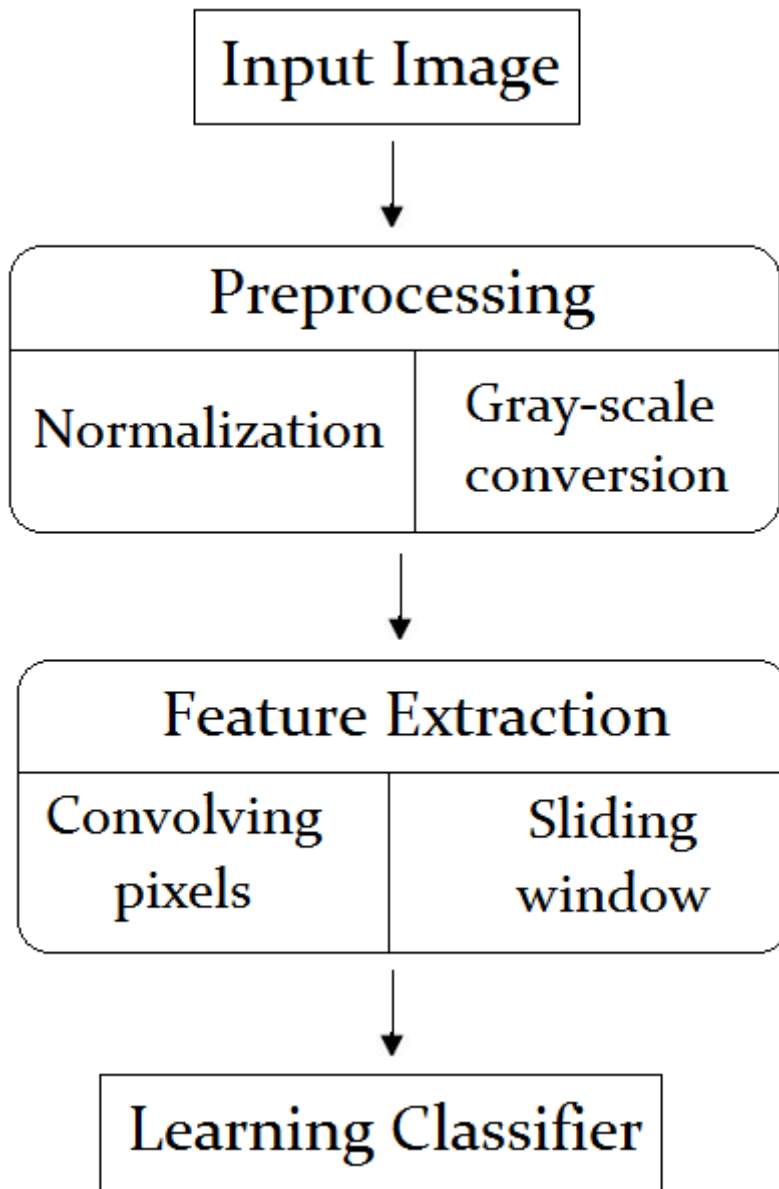 Input Image
Preprocessing
Normalization
Gray-scale
conversion
Feature Extraction
Convolving
pixels
Sliding
window
Learning Classifier